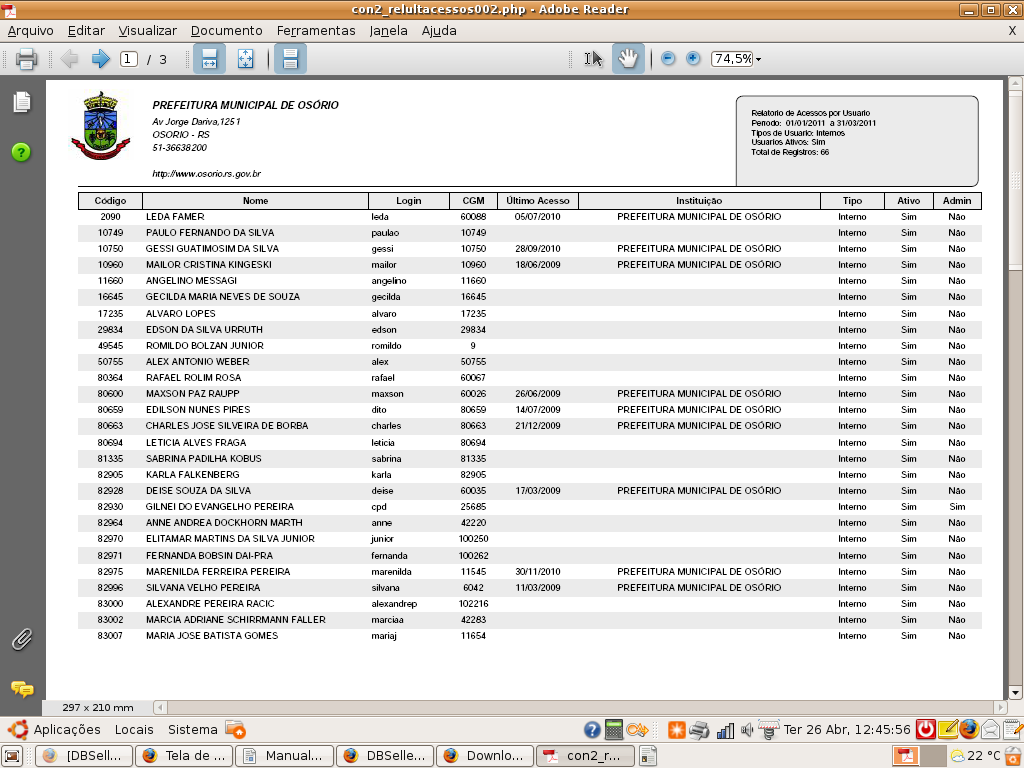 con2_relultacessos002.php - Adobe Reader
Arquivo Editar Visualizar Documento Ferramentas Janela Ajuda X
1 / 3 74,5%
PREFEITURA MUNICIPAL DE OSÓRIO
Av Jorge Dariva,1251
OSORIO - RS
51-36638200
http://www.osorio.rs.gov.br
Relatorio de Acessos por Usuario
Periodo: 01/01/2011 a 31/03/2011
Tipos de Usuario: Internos
Usuarios Ativos: Sim
Total de Registros: 66
Código Nome Login CGM Último Acesso Instituição Tipo Ativo Admin
2090 LEDA FAMER leda 60088 05/07/2010 PREFEITURA MUNICIPAL DE OSÓRIO Interno Sim Não
10749 PAULO FERNANDO DA SILVA paulao 10749 Interno Sim Não
10750 GESSI GUATIMOSIM DA SILVA gessi 10750 28/09/2010 PREFEITURA MUNICIPAL DE OSÓRIO Interno Sim Não
10960 MAILOR CRISTINA KINGESKI mailor 10960 18/06/2009 PREFEITURA MUNICIPAL DE OSÓRIO Interno Sim Não
11660 ANGELINO MESSAGI angelino 11660 Interno Sim Não
16645 GECILDA MARIA NEVES DE SOUZA gecilda 16645 Interno Sim Não
17235 ALVARO LOPES alvaro 17235 Interno Sim Não
29834 EDSON DA SILVA URRUTH edson 29834 Interno Sim Não
49545 ROMILDO BOLZAN JUNIOR romildo 9 Interno Sim Não
50755 ALEX ANTONIO WEBER alex 50755 Interno Sim Não
80364 RAFAEL ROLIM ROSA rafael 60067 Interno Sim Não
80600 MAXSON PAZ RAUPP maxson 60026 26/06/2009 PREFEITURA MUNICIPAL DE OSÓRIO Interno Sim Não
80659 EDILSON NUNES PIRES dito 80659 14/07/2009 PREFEITURA MUNICIPAL DE OSÓRIO Interno Sim Não
80663 CHARLES JOSE SILVEIRA DE BORBA charles 80663 21/12/2009 PREFEITURA MUNICIPAL DE OSÓRIO Interno Sim Não
80694 LETICIA ALVES FRAGA leticia 80694 Interno Sim Não
81335 SABRINA PADILHA KOBUS sabrina 81335 Interno Sim Não
82905 KARLA FALKENBERG karla 82905 Interno Sim Não
82928 DEISE SOUZA DA SILVA deise 60035 17/03/2009 PREFEITURA MUNICIPAL DE OSÓRIO Interno Sim Não
82930 GILNEI DO EVANGELHO PEREIRA cpd 25685 Interno Sim Sim
82964 ANNE ANDREA DOCKHORN MARTH anne 42220 Interno Sim Não
82970 ELITAMAR MARTINS DA SILVA JUNIOR junior 100250 Interno Sim Não
82971 FERNANDA BOBSIN DAI-PRA fernanda 100262 Interno Sim Não
82975 MARENILDA FERREIRA PEREIRA marenilda 11545 30/11/2010 PREFEITURA MUNICIPAL DE OSÓRIO Interno Sim Não
82996 SILVANA VELHO PEREIRA silvana 6042 11/03/2009 PREFEITURA MUNICIPAL DE OSÓRIO Interno Sim Não
83000 ALEXANDRE PEREIRA RACIC alexandrep 102216 Interno Sim Não
83002 MARCIA ADRIANE SCHIRRMANN FALLER marciaa 42283 Interno Sim Não
83007 MARIA JOSE BATISTA GOMES mariaj 11654 Interno Sim Não
297 x 210 mm
Aplicações Locais Sistema Ter 26 Abr, 12:45:56
[DBSell... Tela de ... Manual... DBSelle... Downlo... con2_r... 22 °C